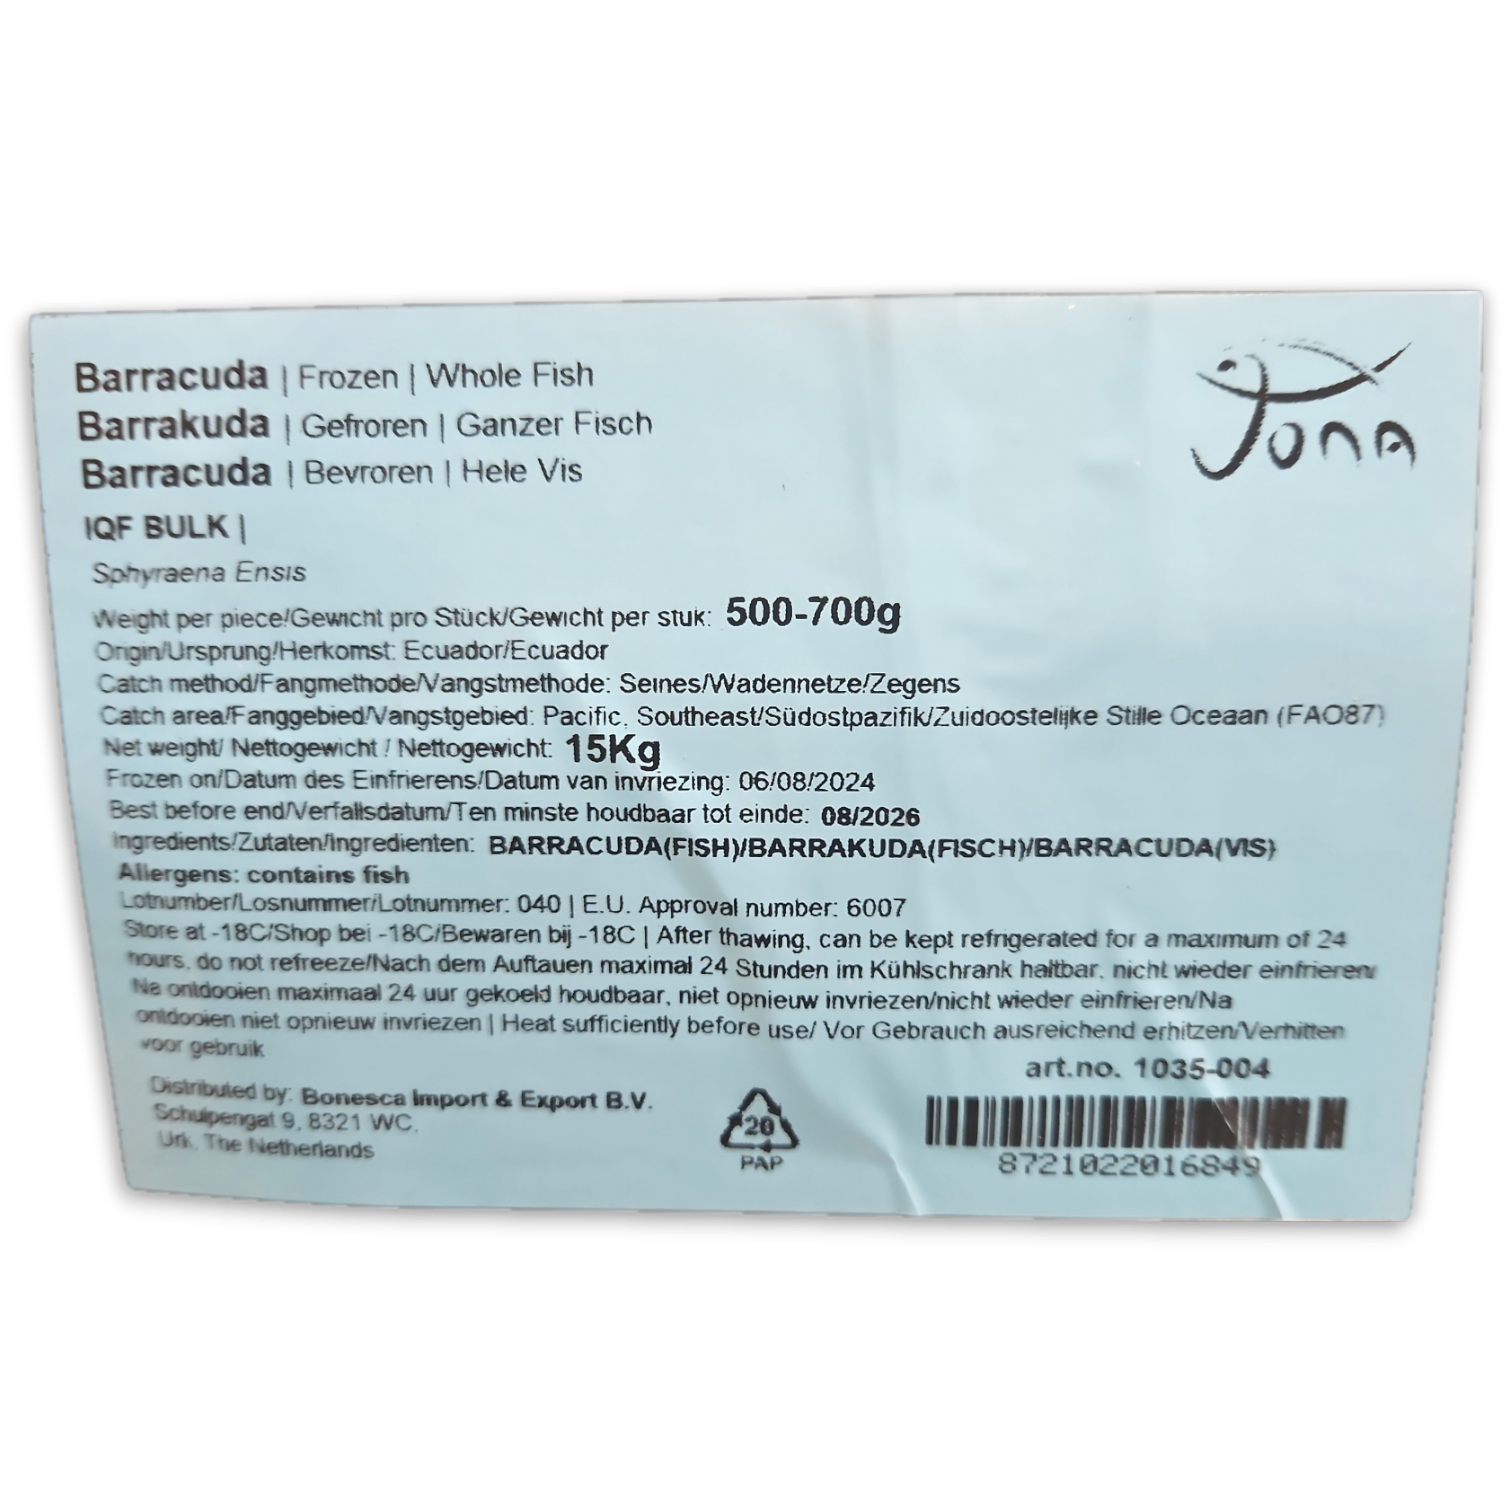 Barracuda | Frozen | Whole Fish
Barrakuda | Gefroren | Ganzer Fisch
Barracuda | Bevroren | Hele Vis
Jona
IQF BULK |
Sphyraena Ensis
Weight per piece/Gewicht pro Stück/Gewicht per stuk: 500-700g
Origin/Ursprung/Herkomst: Ecuador/Ecuador
Catch method/Fangmethode/Vangstmethode: Seines/Wadennetze/Zegens
Catch area/Fanggebied/Vangstgebied: Pacific, Southeast/Südostpazifik/Zuidoostelijke Stille Oceaan (FAO87)
Net weight/ Nettogewicht / Nettogewicht: 15Kg
Frozen on/Datum des Einfrierens/Datum van invriezing: 06/08/2024
Best before end/Verfallsdatum/Ten minste houdbaar tot einde: 08/2026
Ingredients/Zutaten/Ingredienten: BARRACUDA(FISH)/BARRAKUDA(FISCH)/BARRACUDA(VIS)
Allergens: contains fish
Lotnumber/Losnummer/Lotnummer: 040 | E.U. Approval number: 6007
Store at -18C/Shop bei -18C/Bewaren bij -18C | After thawing, can be kept refrigerated for a maximum of 24
hours, do not refreeze/Nach dem Auftauen maximal 24 Stunden im Kühlschrank haltbar, nicht wieder einfrieren/
Na ontdooien maximaal 24 uur gekoeld houdbaar, niet opnieuw invriezen/nicht wieder einfrieren/Na
ontdooien niet opnieuw invriezen | Heat sufficiently before use/ Vor Gebrauch ausreichend erhitzen/Verhitten
voor gebruik
art.no. 1035-004
Distributed by: Bonesca Import & Export B.V.
Schulpengat 9, 8321 WC,
Urk, The Netherlands
20
PAP
8721022016849